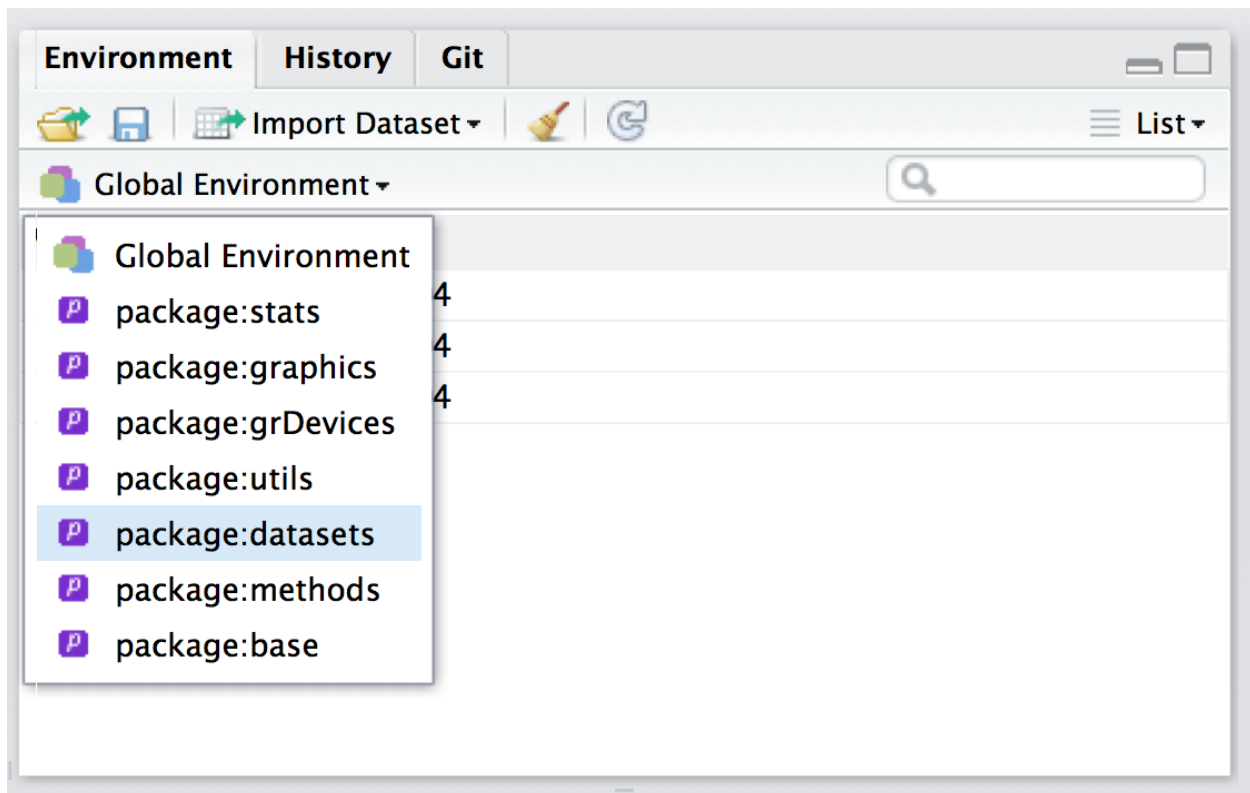 Environment History Git
Import Dataset List
Global Environment
Global Environment
package:stats
4
package:graphics
4
package:grDevices
4
package:utils
package:datasets
package:methods
package:base